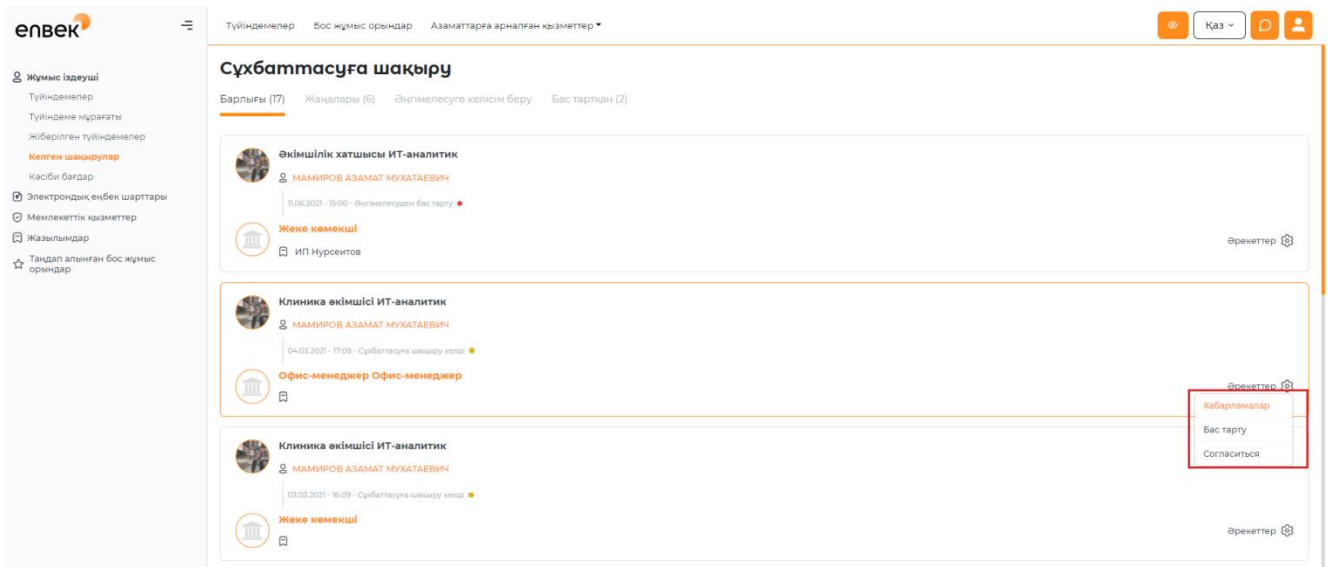 enbek
Түйіндемелер Бос жұмыс орындар Азаматтарға арналған қызметтер
Қаз
Жұмыс іздеуші
Түйіндемелер
Түйіндеме мұрағаты
Жіберілген түйіндемелер
Келген шақырулар
Кәсіби бағдар
Электрондық еңбек шарттары
Мемлекеттік қызметтер
Жазылымдар
Таңдап алынған бос жұмыс
орындар
Сұхбаттасуға шақыру
Барлығы (17) Жаңалары (6) Әңгімелесуге келісім беру Бас тартқан (2)
Әкімшілік хатшысы ИТ-аналитик
МАМИРОВ АЗАМАТ МУХАТАЕВИЧ
11.06.2021 - 15:00 - Әңгімелесуден бас тарту
Жеке көмекші
ИП Нурсеитов
Әрекеттер
Клиника әкімшісі ИТ-аналитик
МАМИРОВ АЗАМАТ МУХАТАЕВИЧ
04.03.2021 - 17:09 - Сұхбаттасуға шақыру келді
Офис-менеджер Офис-менеджер
Әрекеттер
Хабарламалар
Бас тарту
Согласиться
Клиника әкімшісі ИТ-аналитик
МАМИРОВ АЗАМАТ МУХАТАЕВИЧ
03.03.2021 - 16:09 - Сұхбаттасуға шақыру келді
Жеке көмекші
Әрекеттер